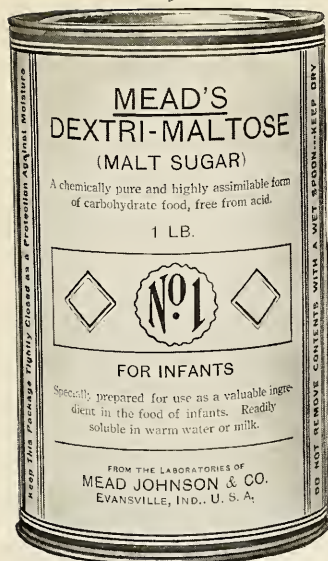 MEAD'S
DEXTRI-MALTOSE
(MALT SUGAR)
A chemically pure and highly assimilable form
of carbohydrate food, free from acid.
1 LB.
No 1
FOR INFANTS
Specially prepared for use as a valuable ingre-
dient in the food of infants. Readily
soluble in warm water or milk.
FROM THE LABORATORIES OF
MEAD JOHNSON & CO.
EVANSVILLE, IND., U. S. A.
Keep This Package Tightly Closed as a Protection Against Moisture
DO NOT REMOVE CONTENTS WITH A WET SPOON---KEEP DRY